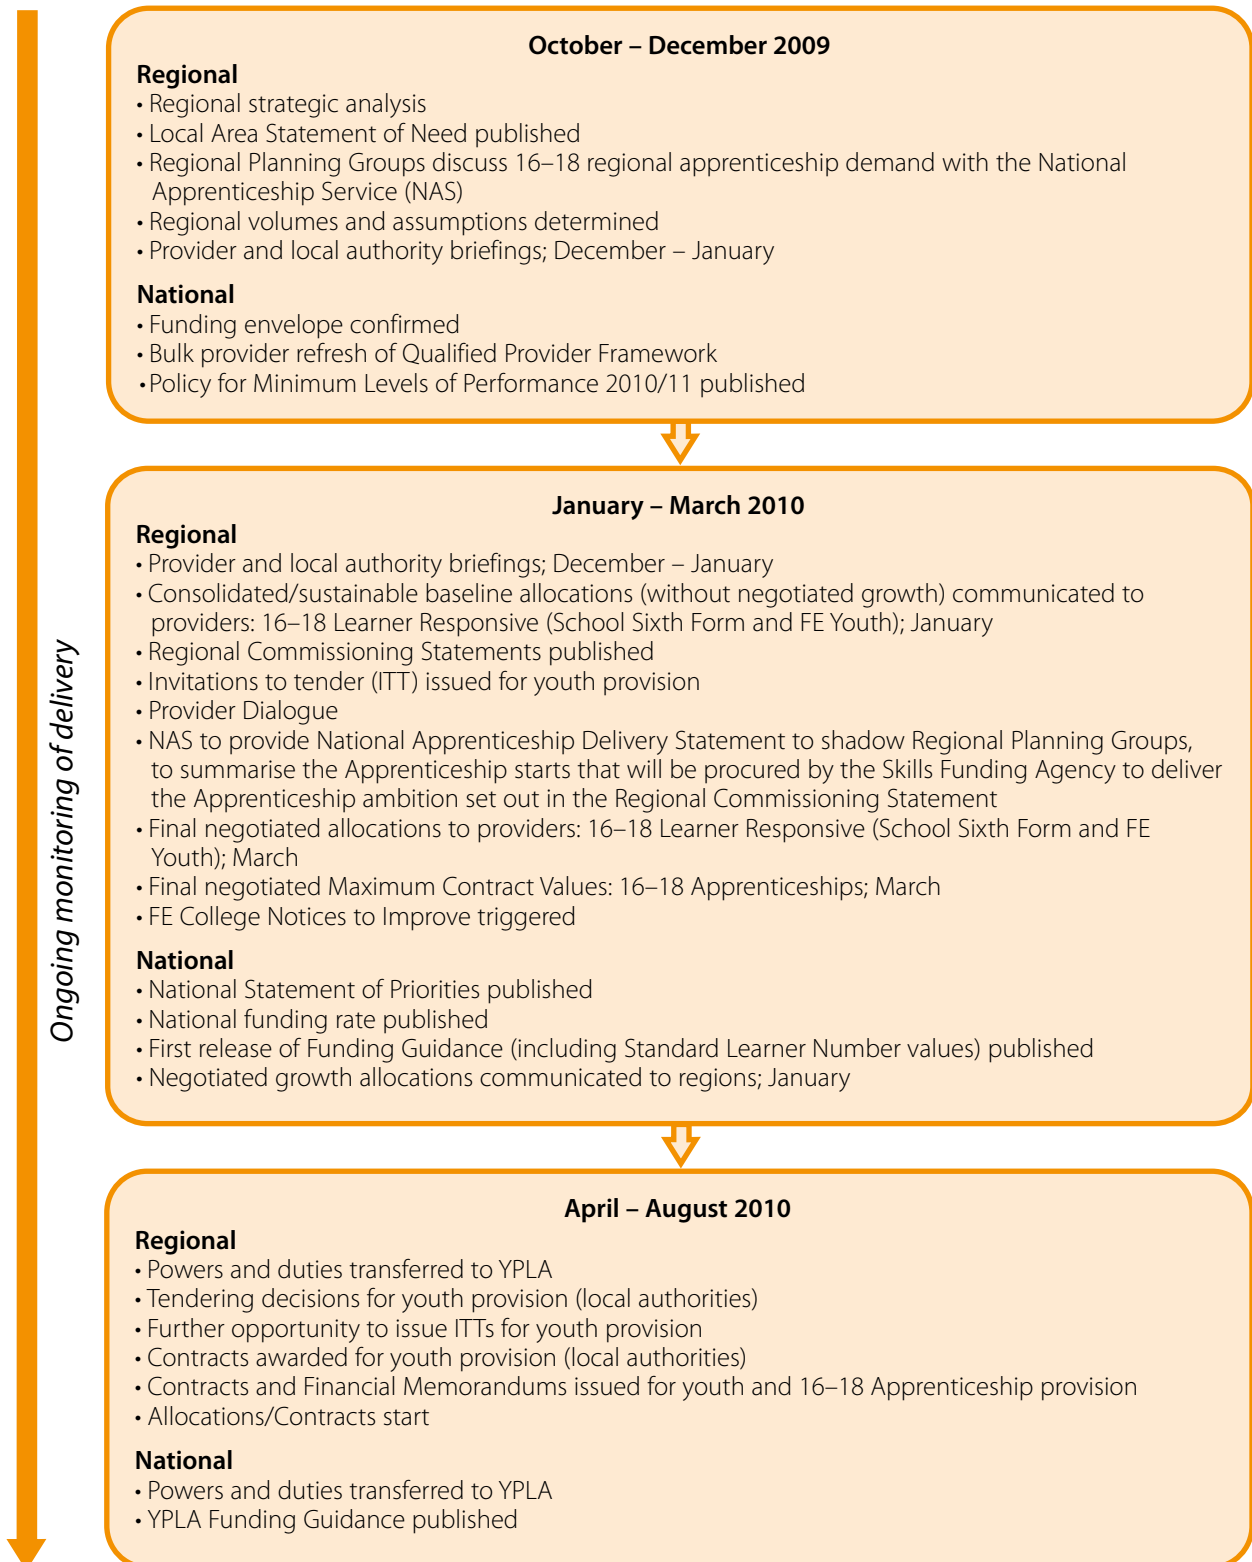 October – December 2009
Regional
• Regional strategic analysis
• Local Area Statement of Need published
• Regional Planning Groups discuss 16–18 regional apprenticeship demand with the National
Apprenticeship Service (NAS)
• Regional volumes and assumptions determined
• Provider and local authority briefings; December – January
National
• Funding envelope confirmed
• Bulk provider refresh of Qualified Provider Framework
• Policy for Minimum Levels of Performance 2010/11 published
January – March 2010
Regional
• Provider and local authority briefings; December – January
• Consolidated/sustainable baseline allocations (without negotiated growth) communicated to
providers: 16–18 Learner Responsive (School Sixth Form and FE Youth); January
• Regional Commissioning Statements published
• Invitations to tender (ITT) issued for youth provision
• Provider Dialogue
• NAS to provide National Apprenticeship Delivery Statement to shadow Regional Planning Groups,
to summarise the Apprenticeship starts that will be procured by the Skills Funding Agency to deliver
the Apprenticeship ambition set out in the Regional Commissioning Statement
• Final negotiated allocations to providers: 16–18 Learner Responsive (School Sixth Form and FE
Youth); March
• Final negotiated Maximum Contract Values: 16–18 Apprenticeships; March
• FE College Notices to Improve triggered
National
• National Statement of Priorities published
• National funding rate published
• First release of Funding Guidance (including Standard Learner Number values) published
• Negotiated growth allocations communicated to regions; January
April – August 2010
Regional
• Powers and duties transferred to YPLA
• Tendering decisions for youth provision (local authorities)
• Further opportunity to issue ITTs for youth provision
• Contracts awarded for youth provision (local authorities)
• Contracts and Financial Memorandums issued for youth and 16–18 Apprenticeship provision
• Allocations/Contracts start
National
• Powers and duties transferred to YPLA
• YPLA Funding Guidance published
Ongoing monitoring of delivery